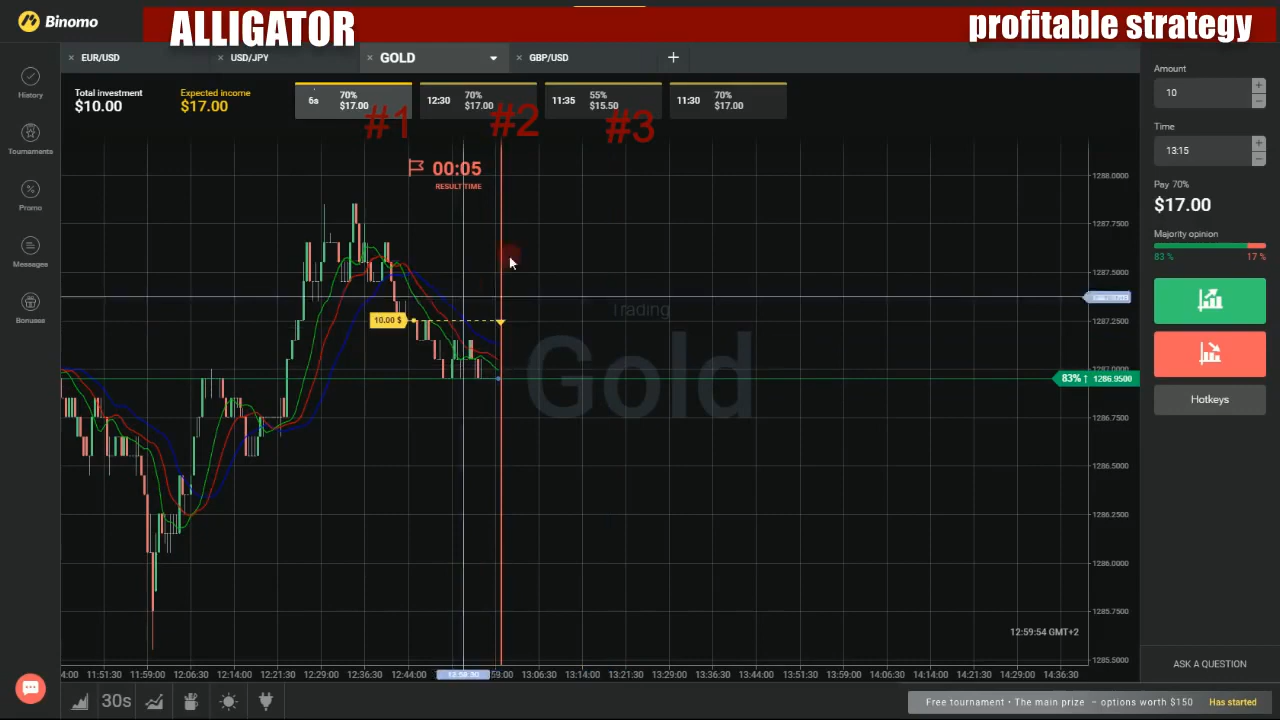 ALLIGATOR
profitable strategy
Binomo
EUR/USD
USD/JPY
GOLD
GBP/USD
Total investment
$10.00
Expected income
$17.00
6s
70%
$17.00
12:30
70%
$17.00
11:35
55%
$15.50
11:30
70%
$17.00
#1
#2
#3
History
Tournaments
Promo
Messages
Bonuses
00:05
RESULT TIME
10.00 $
Trading
Gold
1288.0000
1287.7500
1287.5000
1287.2500
1287.0000
83% ↑ 1286.9500
1286.7500
1286.5000
1286.2500
1285.7500
1285.5000
12:59:54 GMT+2
4:00 11:51:30 11:59:00 12:06:30 12:14:00 12:21:30 12:29:00 12:36:30 12:44:00 :59:00 13:06:30 13:14:00 13:21:30 13:29:00 13:36:30 13:44:00 13:51:30 13:59:00 14:06:30 14:14:00 14:21:30 14:29:00 14:36:30
30s
Amount
10
Time
13:15
Pay 70%
$17.00
Majority opinion
83 %
17 %
Hotkeys
ASK A QUESTION
Free tournament • The main prize – options worth $150 Has started